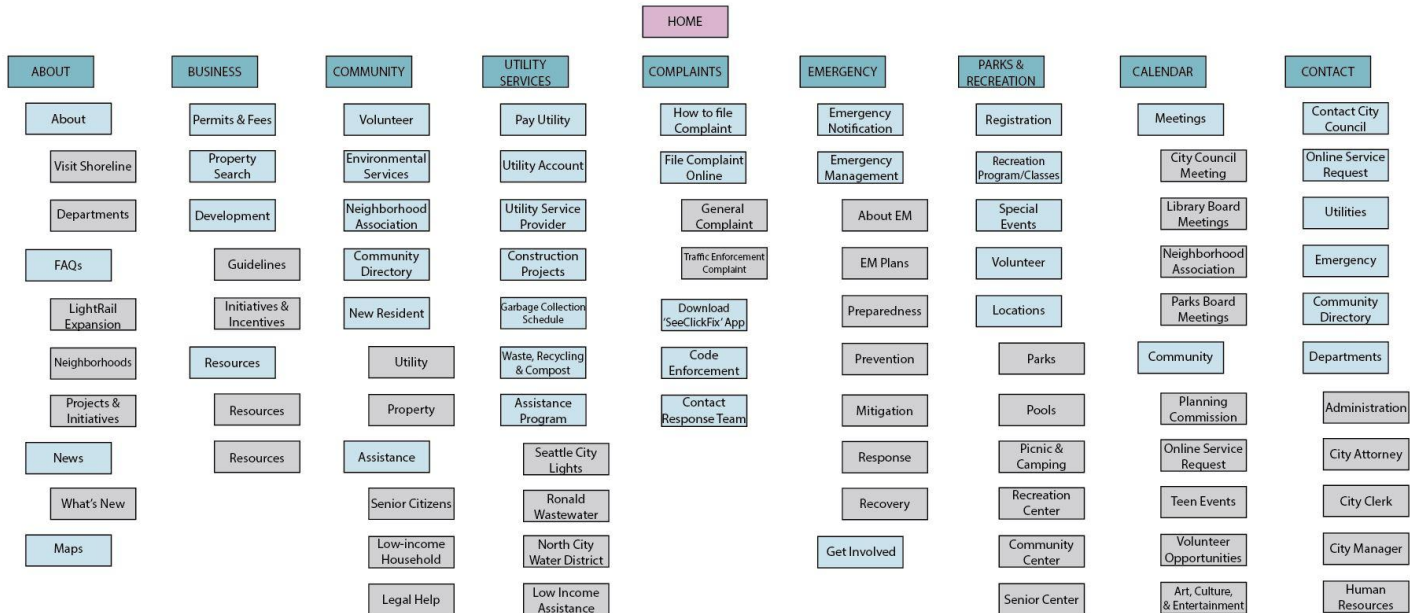 HOME
ABOUT
About
Visit Shoreline
Departments
FAQs
LightRail
Expansion
Neighborhoods
Projects &
Initiatives
News
What's New
Maps
BUSINESS
Permits & Fees
Property
Search
Development
Guidelines
Initiatives &
Incentives
Resources
Resources
Resources
COMMUNITY
Volunteer
Environmental
Services
Neighborhood
Association
Community
Directory
New Resident
Utility
Property
Assistance
Senior Citizens
Low-income
Household
Legal Help
UTILITY
SERVICES
Pay Utility
Utility Account
Utility Service
Provider
Construction
Projects
Garbage Collection
Schedule
Waste, Recycling
& Compost
Assistance
Program
Seattle City
Lights
Ronald
Wastewater
North City
Water District
Low Income
Assistance
COMPLAINTS
How to file
Complaint
File Complaint
Online
General
Complaint
Traffic Enforcement
Complaint
Download
'SeeClickFix' App
Code
Enforcement
Contact
Response Team
EMERGENCY
Emergency
Notification
Emergency
Management
About EM
EM Plans
Preparedness
Prevention
Mitigation
Response
Recovery
Get Involved
PARKS &
RECREATION
Registration
Recreation
Program/Classes
Special
Events
Volunteer
Locations
Parks
Pools
Picnic &
Camping
Recreation
Center
Community
Center
Senior Center
CALENDAR
Meetings
City Council
Meeting
Library Board
Meetings
Neighborhood
Association
Parks Board
Meetings
Community
Planning
Commission
Online Service
Request
Teen Events
Volunteer
Opportunities
Art, Culture,
& Entertainment
CONTACT
Contact City
Council
Online Service
Request
Utilities
Emergency
Community
Directory
Departments
Administration
City Attorney
City Clerk
City Manager
Human
Resources